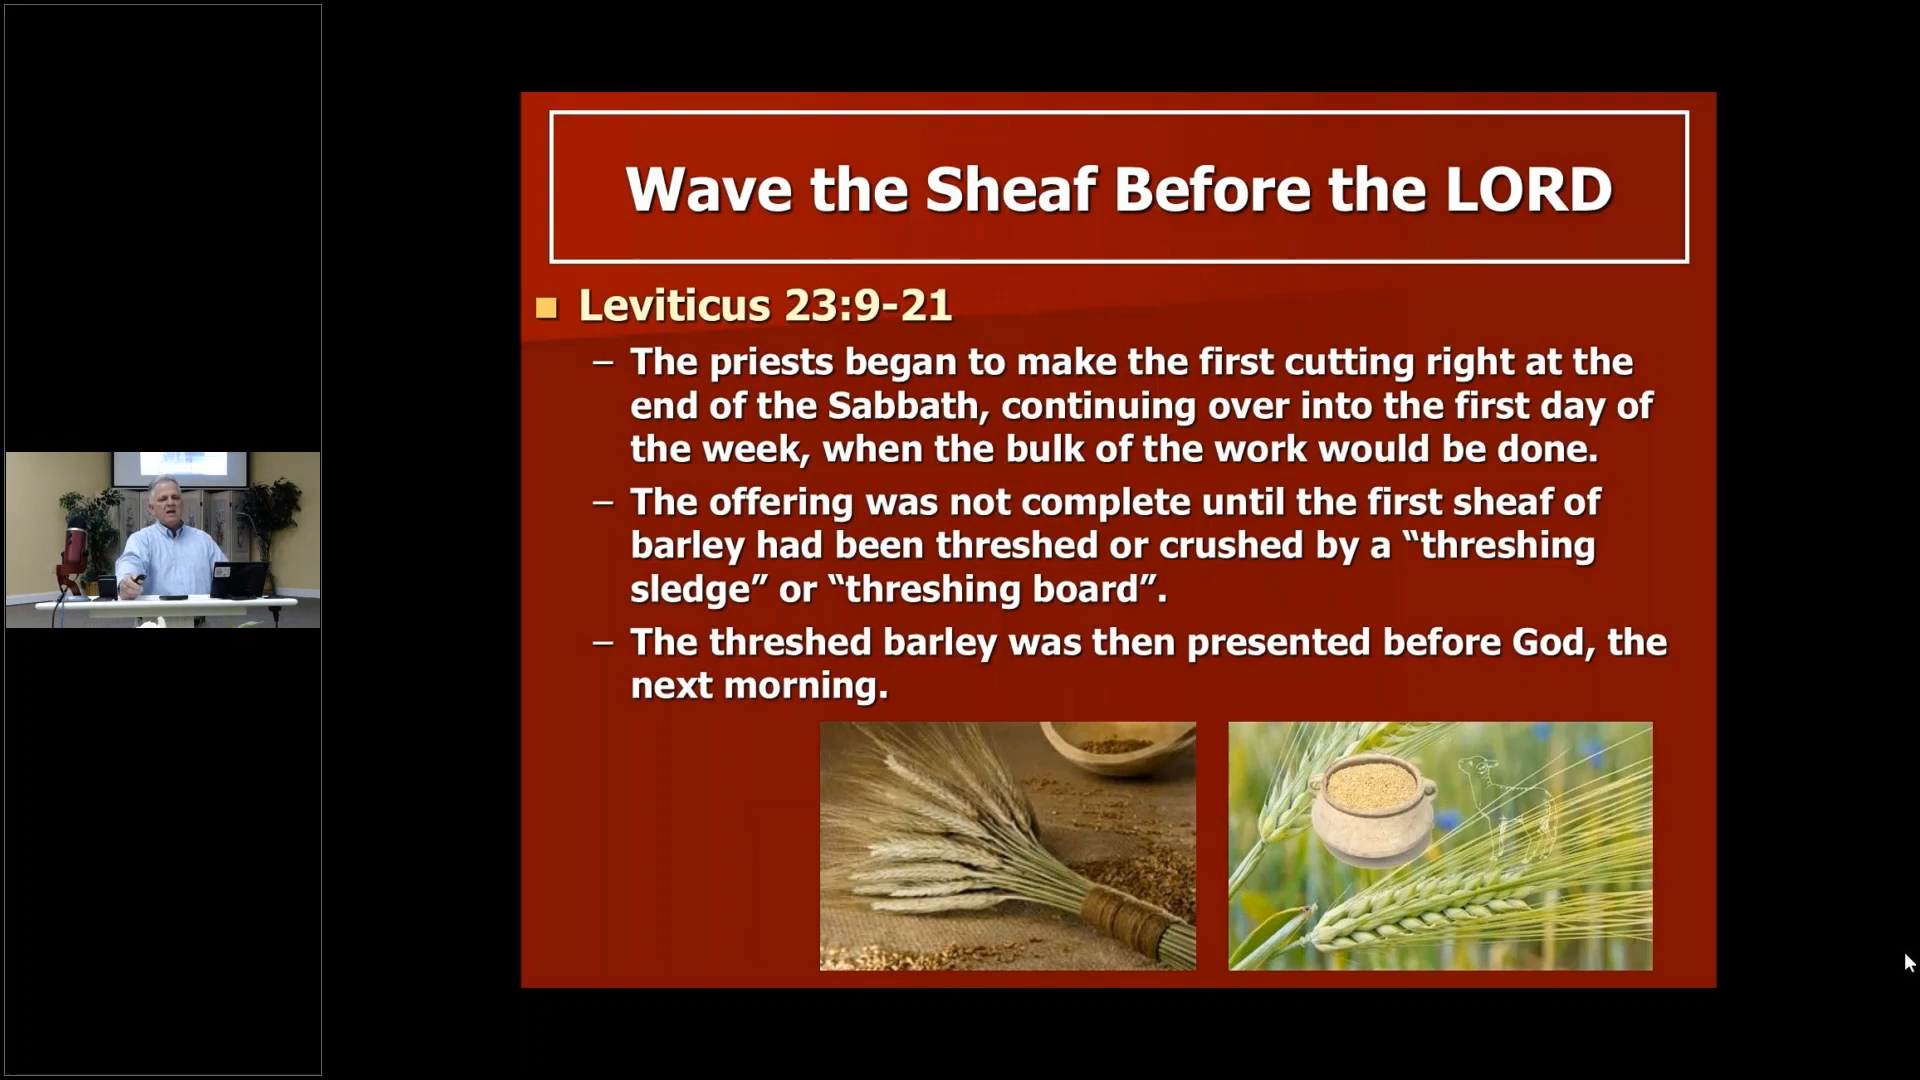 Wave the Sheaf Before the LORD
Leviticus 23:9-21
– The priests began to make the first cutting right at the
end of the Sabbath, continuing over into the first day of
the week, when the bulk of the work would be done.
– The offering was not complete until the first sheaf of
barley had been threshed or crushed by a “threshing
sledge” or “threshing board”.
– The threshed barley was then presented before God, the
next morning.